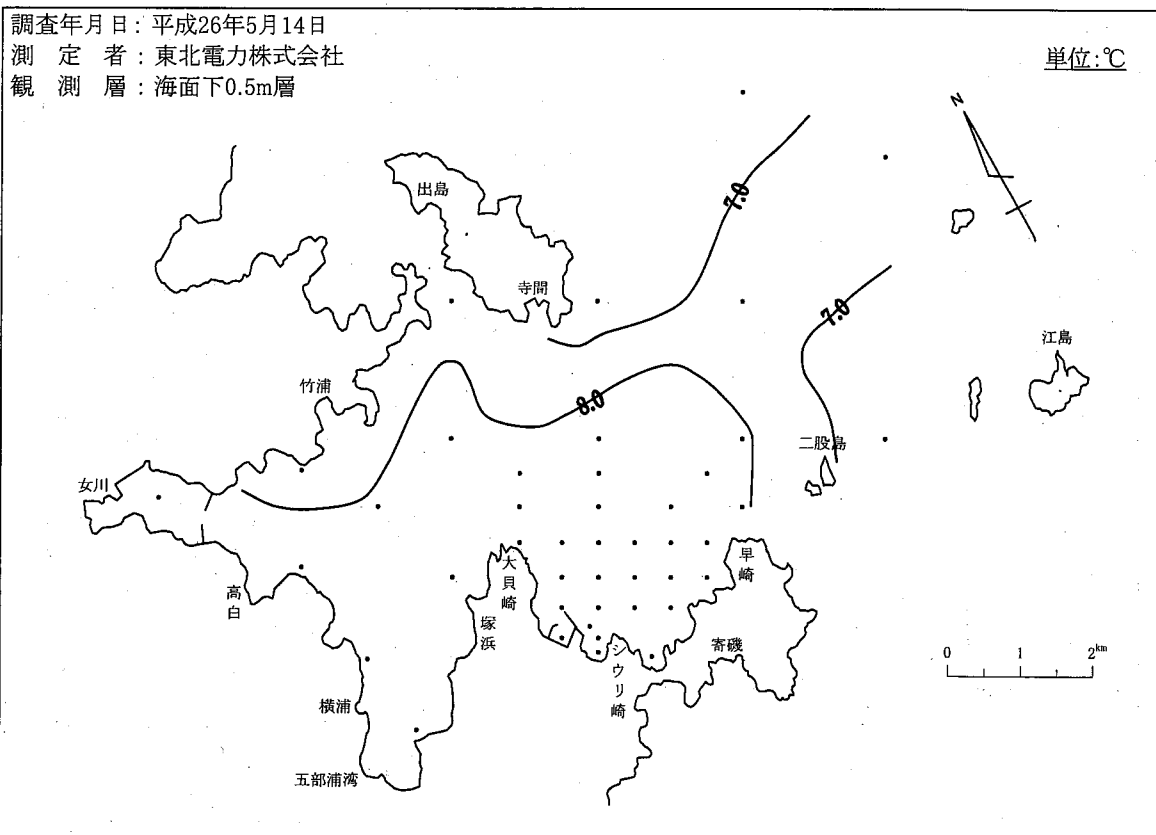 調査年月日：平成26年5月14日
測定者：東北電力株式会社
観測層：海面下0.5m層
単位:℃
N
出島
7.0
寺間
7.0
江島
竹浦
8.0
二股島
女川
早崎
大貝崎
高白
塚浜
寄磯
シウリ崎
0 1 2km
横浦
五部浦湾